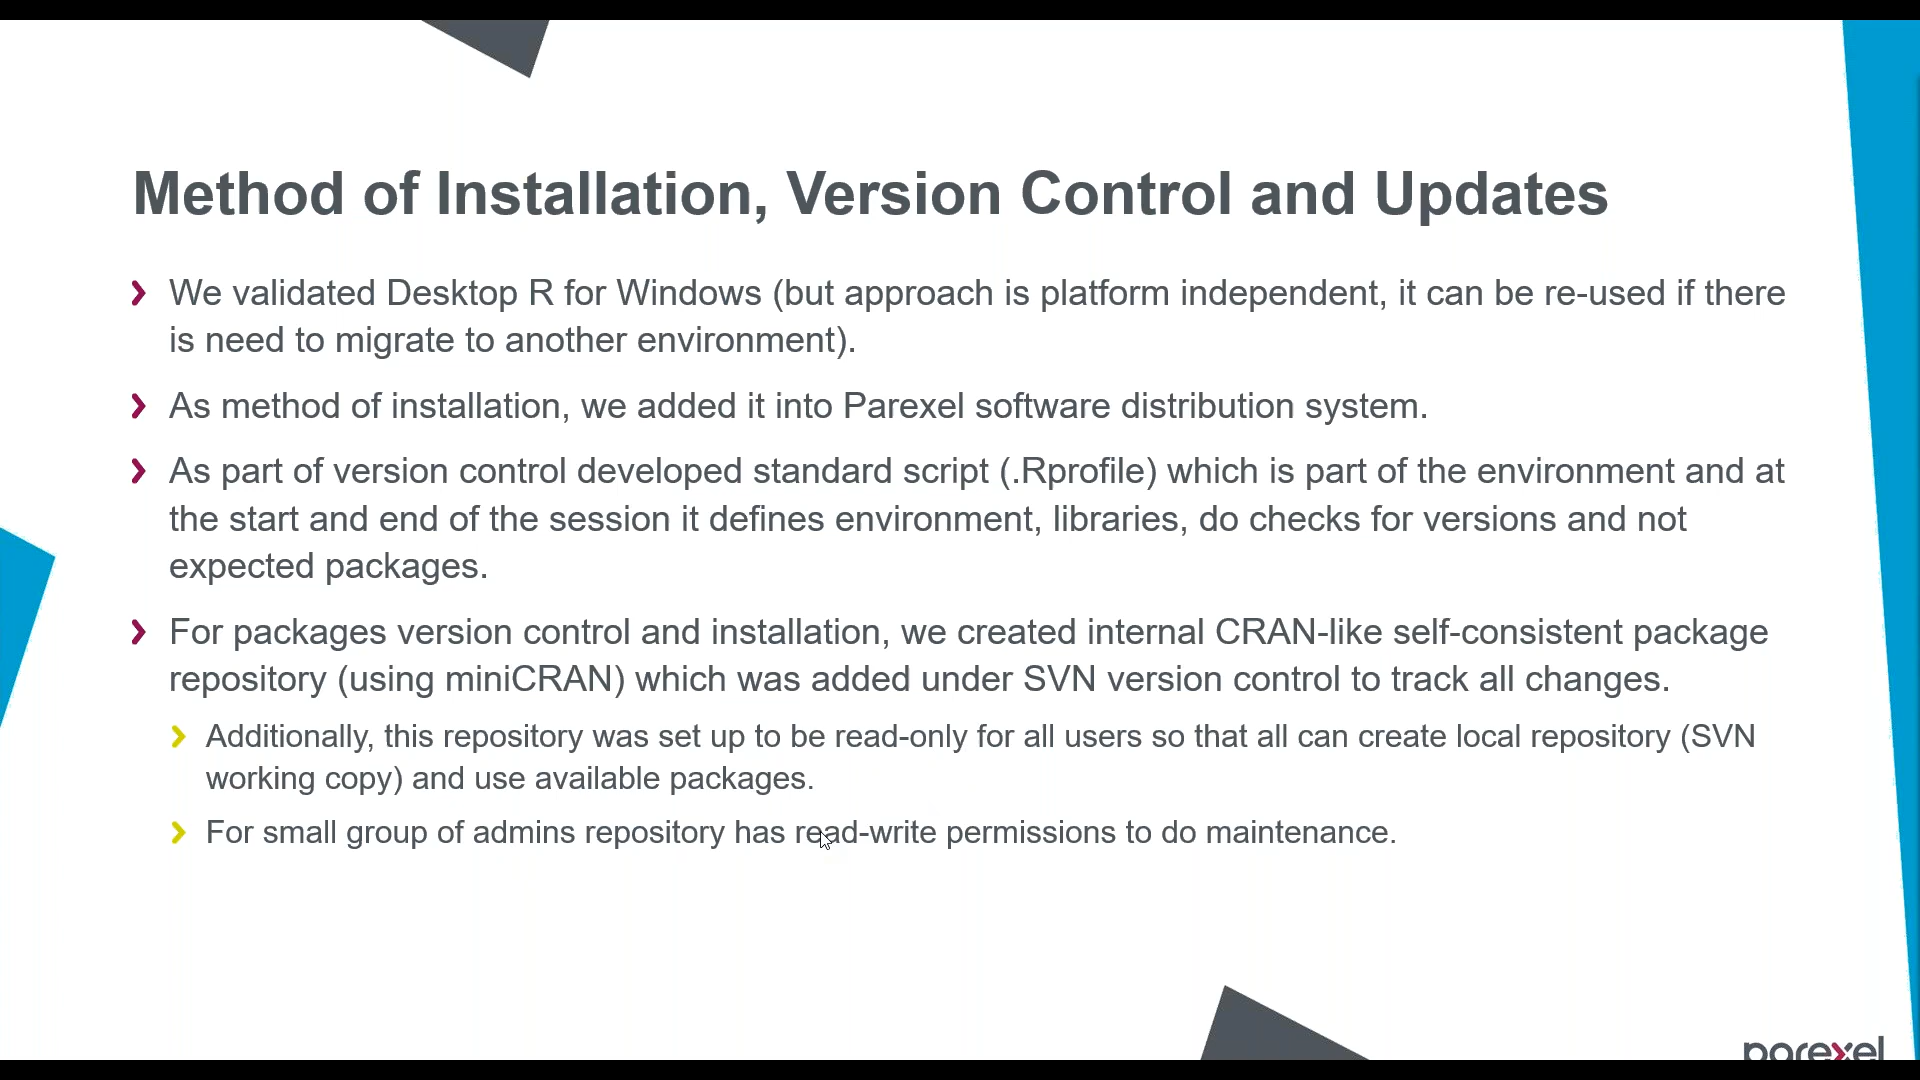 Method of Installation, Version Control and Updates
We validated Desktop R for Windows (but approach is platform independent, it can be re-used if there
is need to migrate to another environment).
As method of installation, we added it into Parexel software distribution system.
As part of version control developed standard script (.Rprofile) which is part of the environment and at
the start and end of the session it defines environment, libraries, do checks for versions and not
expected packages.
For packages version control and installation, we created internal CRAN-like self-consistent package
repository (using miniCRAN) which was added under SVN version control to track all changes.
Additionally, this repository was set up to be read-only for all users so that all can create local repository (SVN
working copy) and use available packages.
For small group of admins repository has read-write permissions to do maintenance.
parexel